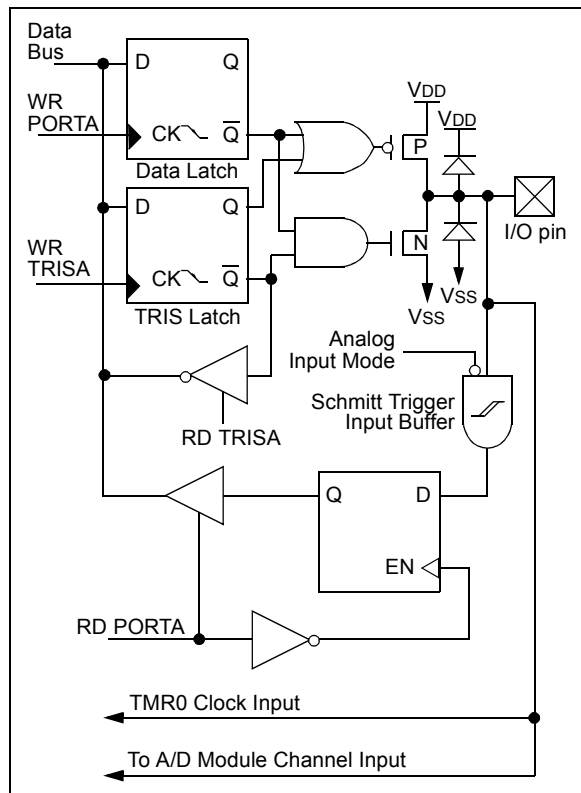 Data
Bus
D Q
VDD
WR
PORTA
CK Q
P
VDD
Data Latch
D Q
I/O pin
WR
TRISA
N
CK Q
VSS
VSS
TRIS Latch
Analog
Input Mode
Schmitt Trigger
Input Buffer
RD TRISA
Q D
EN
RD PORTA
TMR0 Clock Input
To A/D Module Channel Input